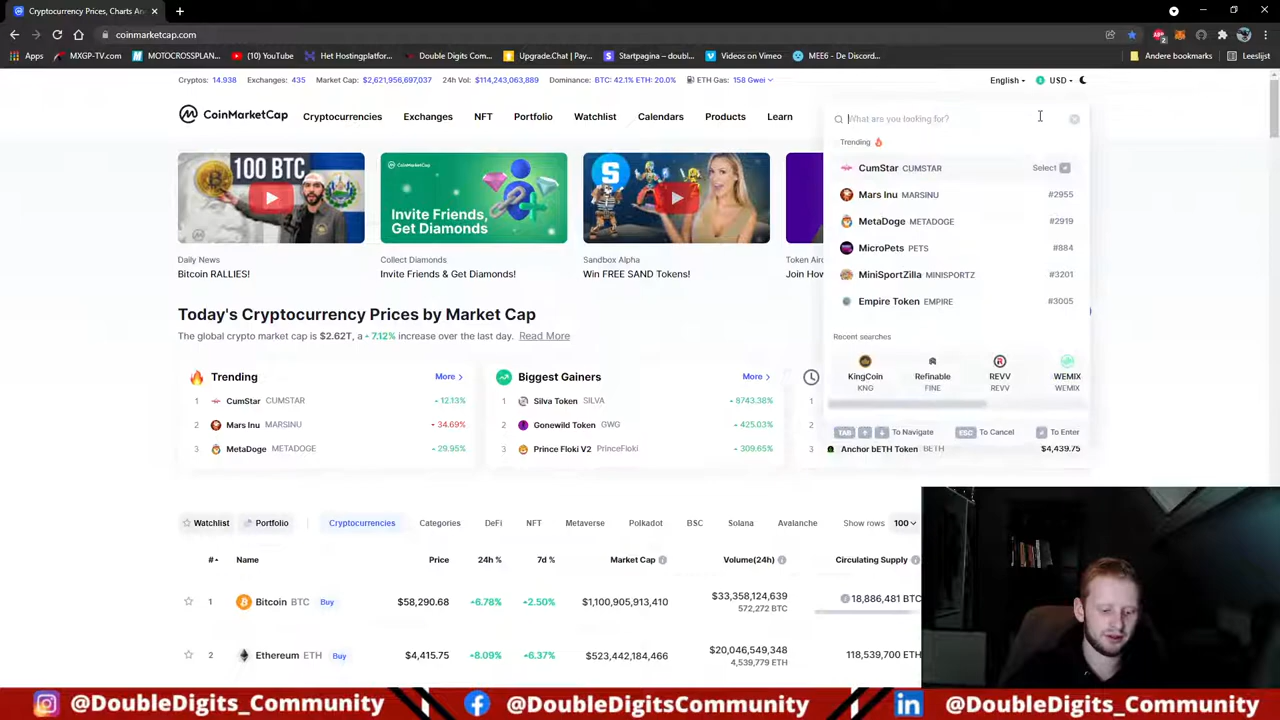 Cryptocurrency Prices, Charts An
coinmarketcap.com
Apps MXGP-TV.com MOTOCROSSPLAN... (10) YouTube Het Hostingplatfor... Double Digits Com... Upgrade.Chat | Pay... Startpagina – doubl... Videos on Vimeo MEE6 - De Discord... Andere bookmarks Leeslijst
Cryptos: 14.938 Exchanges: 435 Market Cap: $2,621,956,697,037 24h Vol: $114,243,063,889 Dominance: BTC: 42.1% ETH: 20.0% ETH Gas: 158 Gwei English USD
CoinMarketCap Cryptocurrencies Exchanges NFT Portfolio Watchlist Calendars Products Learn
What are you looking for?
Trending
CumStar CUMSTAR Select
Mars Inu MARSINU #2955
MetaDoge METADOGE #2919
MicroPets PETS #884
MiniSportZilla MINISPORTZ #3201
Empire Token EMPIRE #3005
Recent searches
KingCoin Refinable REVV WEMIX
KNG FINE REVV WEMIX
TAB To Navigate ESC To Cancel To Enter
100 BTC
CoinMarketCap
Invite Friends,
Get Diamonds
Daily News Collect Diamonds Sandbox Alpha Token Air
Bitcoin RALLIES! Invite Friends & Get Diamonds! Win FREE SAND Tokens! Join How
Today's Cryptocurrency Prices by Market Cap
The global crypto market cap is $2.62T, a 7.12% increase over the last day. Read More
Trending More
1 CumStar CUMSTAR 12.13%
2 Mars Inu MARSINU 34.69%
3 MetaDoge METADOGE 29.95%
Biggest Gainers More
1 Silva Token SILVA 8743.38%
2 Gonewild Token GWG 425.03%
3 Prince Floki V2 PrinceFloki 309.65%
1
2
3 Anchor bETH Token BETH $4,439.75
Watchlist Portfolio Cryptocurrencies Categories DeFi NFT Metaverse Polkadot BSC Solana Avalanche Show rows 100
# Name Price 24h % 7d % Market Cap Volume(24h) Circulating Supply
1 Bitcoin BTC Buy $58,290.68 6.78% 2.50% $1,100,905,913,410 $33,358,124,639 18,886,481 BTC
572,272 BTC
2 Ethereum ETH Buy $4,415.75 8.09% 6.37% $523,442,184,466 $20,046,549,348 118,539,700 ETH
4,539,779 ETH
@DoubleDigits_Community @DoubleDigitsCommunity @DoubleDigits_Community